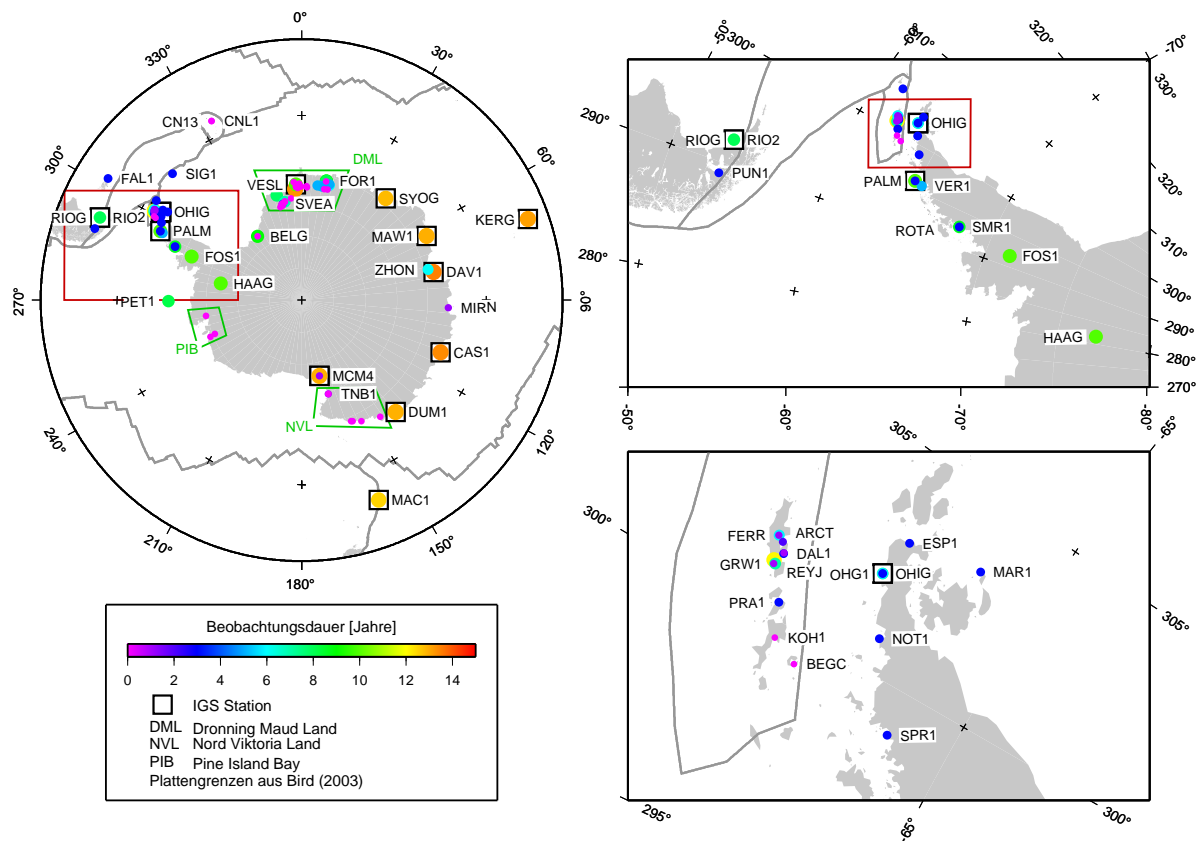 0°
30°
60°
90°
120°
150°
180°
210°
240°
270°
300°
330°
CN13
CNL1
FAL1
SIG1
RIOG
RIO2
OHIG
PALM
FOS1
HAAG
PET1
PIB
VESL
DML
FOR1
SVEA
BELG
SYOG
KERG
MAW1
ZHON
DAV1
MIRN
CAS1
MCM4
TNB1
DUM1
NVL
MAC1
Beobachtungsdauer [Jahre]
0 2 4 6 8 10 12 14
IGS Station
DML Dronning Maud Land
NVL Nord Viktoria Land
PIB Pine Island Bay
Plattengrenzen aus Bird (2003)
-50°
300°
-60°
310°
320°
-70°
330°
290°
320°
280°
310°
300°
290°
280°
270°
-50°
-60°
-70°
-80°
RIOG
RIO2
PUN1
OHIG
PALM
VER1
ROTA
SMR1
FOS1
HAAG
305°
-65°
300°
305°
295°
-65°
300°
FERR
ARCT
DAL1
GRW1
REYJ
PRA1
KOH1
BEGC
ESP1
OHG1
OHIG
MAR1
NOT1
SPR1